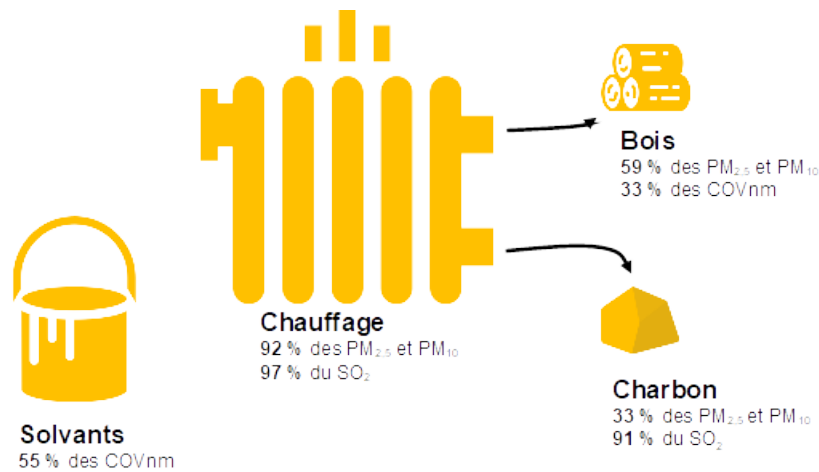 Bois
59 % des PM₂.₅ et PM₁₀
33 % des COVnm
Chauffage
92 % des PM₂.₅ et PM₁₀
97 % du SO₂
Charbon
33 % des PM₂.₅ et PM₁₀
91 % du SO₂
Solvants
55 % des COVnm